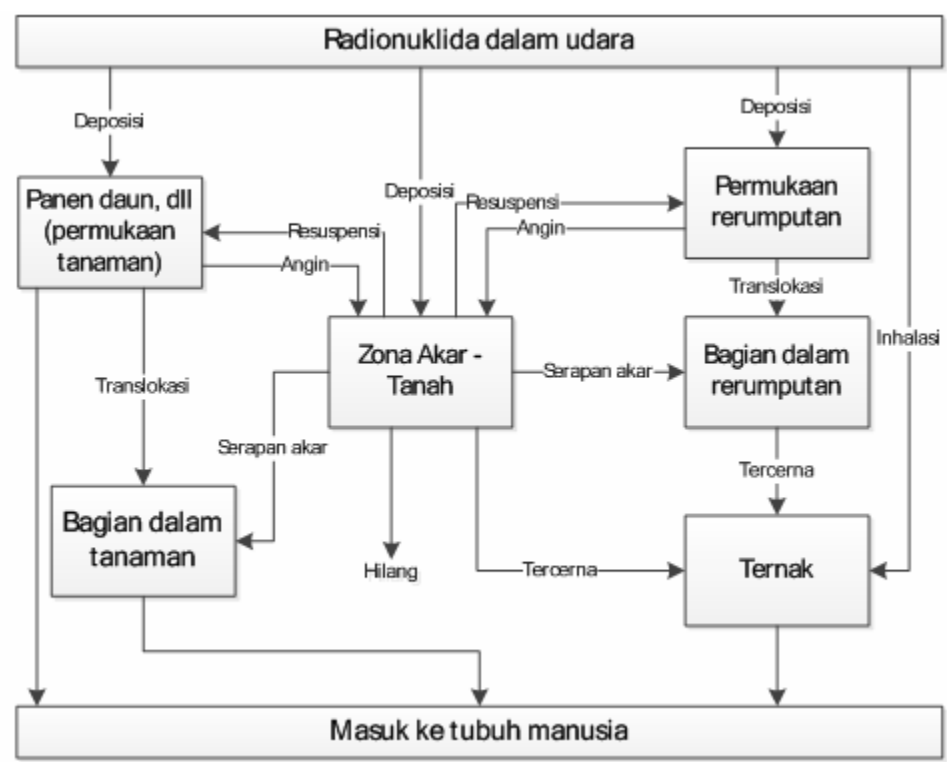 Radionuklida dalam udara
Deposisi
Deposisi
Deposisi
Panen daun, dll
(permukaan
tanaman)
Permukaan
rerumputan
Resuspensi
Angin
Resuspensi
Angin
Translokasi
Zona Akar -
Tanah
Bagian dalam
rerumputan
Inhalasi
Serapan akar
Translokasi
Serapan akar
Tercerna
Bagian dalam
tanaman
Hilang
Tercerna
Ternak
Masuk ke tubuh manusia